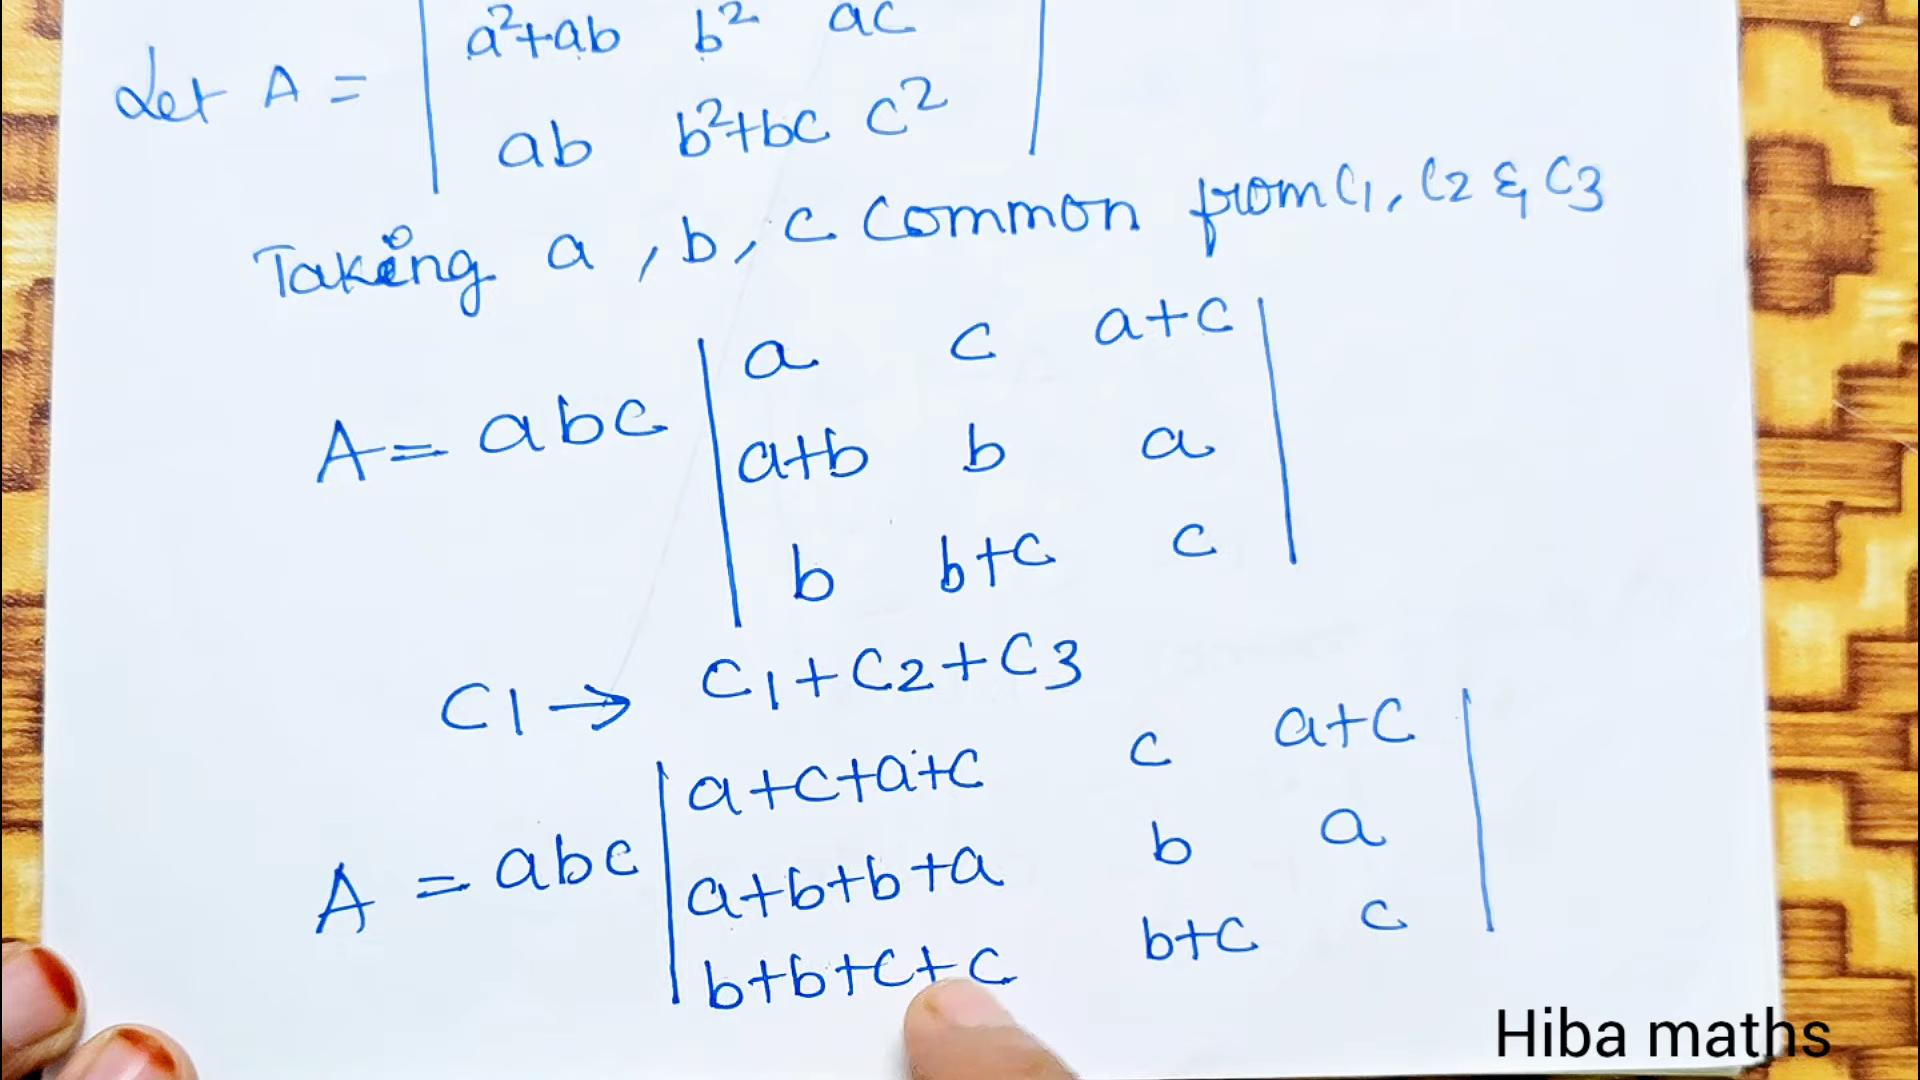 a²+ab b² ac
Let A =
ab b²+bc c²
Taking a, b, c common from C1, C2 & C3
a c a+c
A = abc a+b b a
b b+c c
C1 → C1+C2+C3
a+c+a+c c a+c
A = abc a+b+b+a b a
b+b+c+c b+c c
Hiba maths